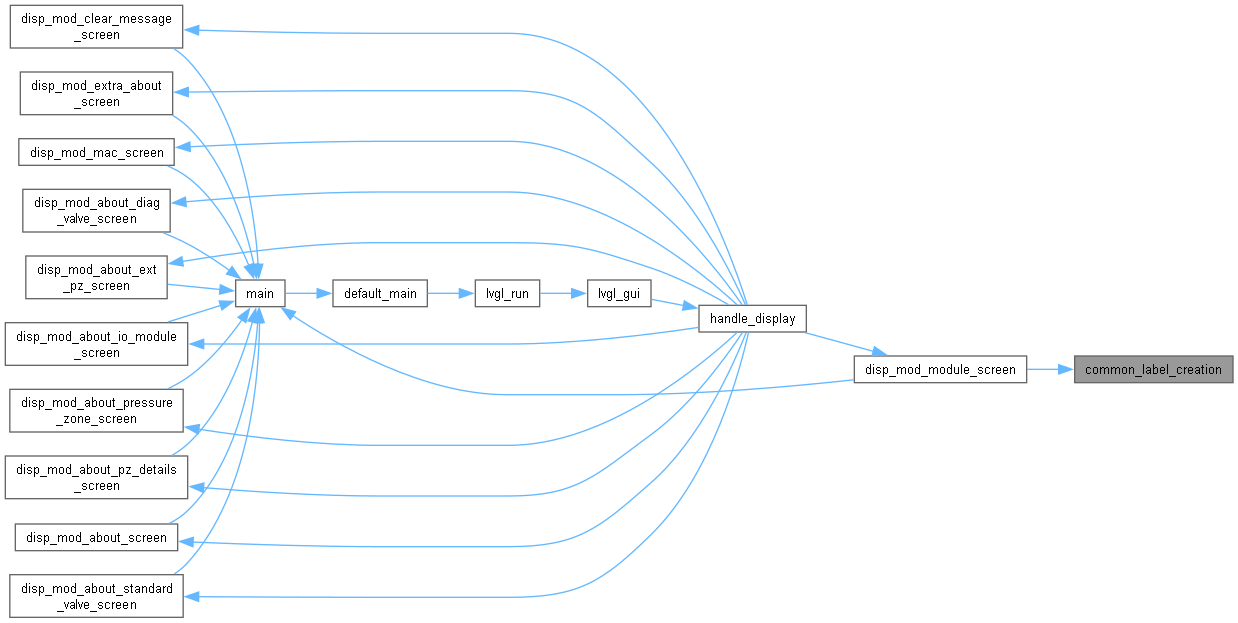 disp_mod_clear_message
_screen
disp_mod_extra_about
_screen
disp_mod_mac_screen
disp_mod_about_diag
_valve_screen
disp_mod_about_ext
_pz_screen
main
default_main
lvgl_run
lvgl_gui
handle_display
disp_mod_about_io_module
_screen
disp_mod_module_screen
common_label_creation
disp_mod_about_pressure
_zone_screen
disp_mod_about_pz_details
_screen
disp_mod_about_screen
disp_mod_about_standard
_valve_screen